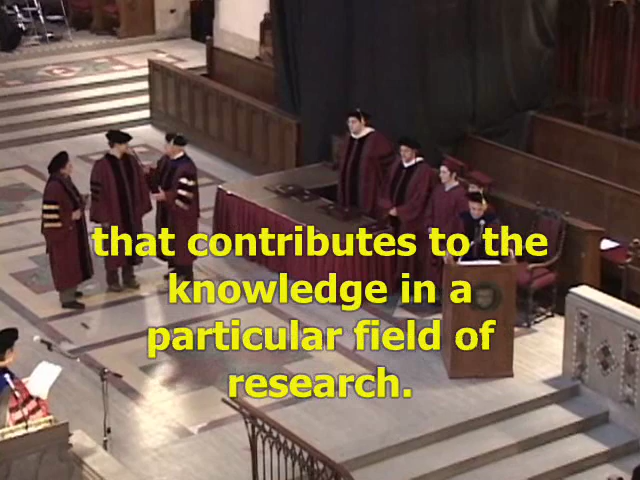 that contributes to the
knowledge in a
particular field of
research.